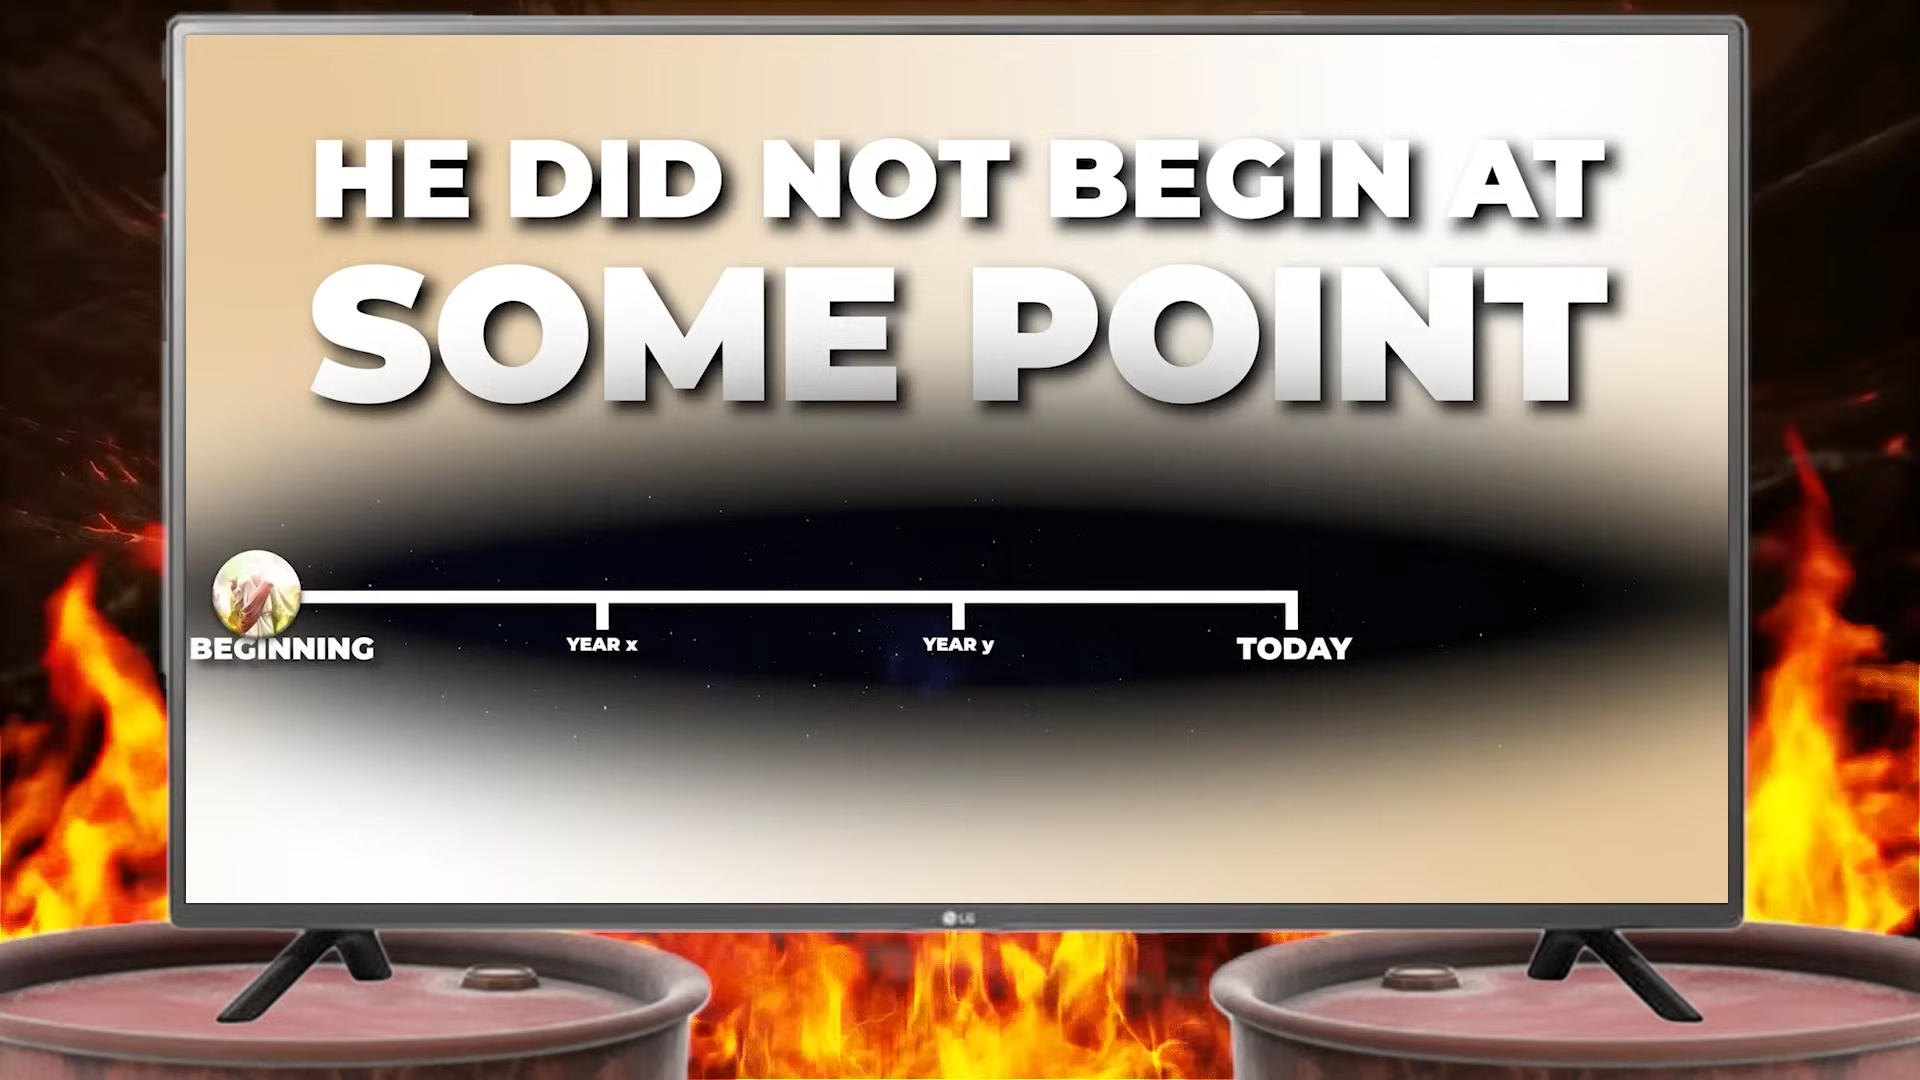 HE DID NOT BEGIN AT
SOME POINT
BEGINNING
YEAR x
YEAR y
TODAY
LG